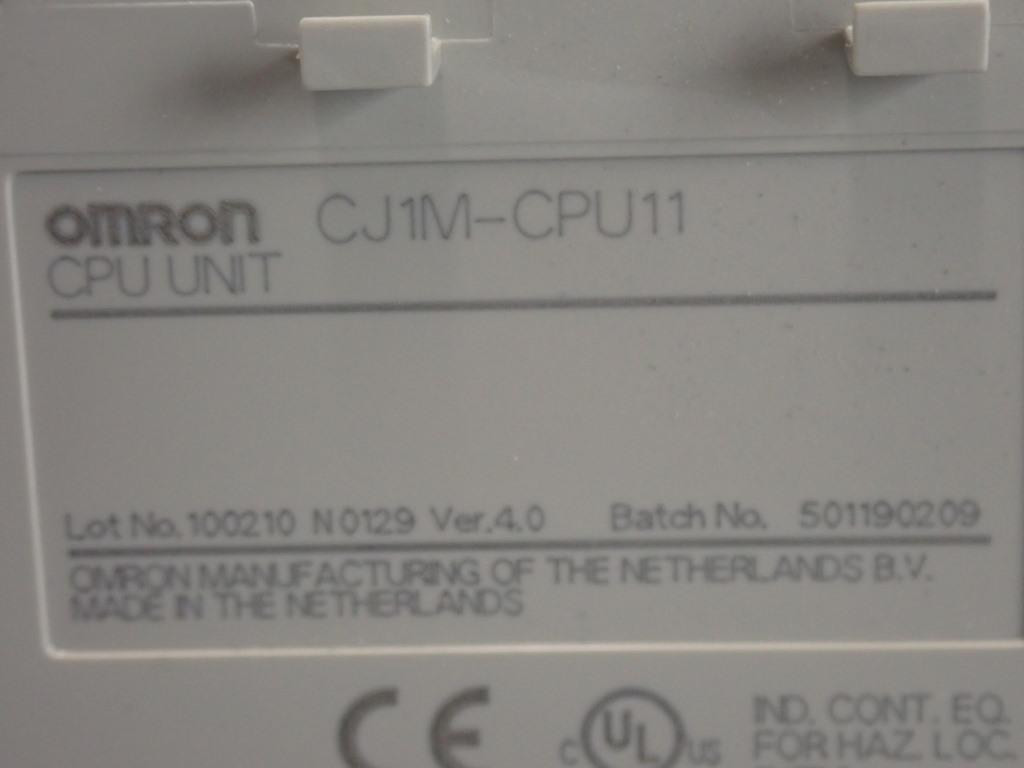 OMRON CJ1M-CPU11
CPU UNIT
Lot No. 100210 N0129 Ver.4.0 Batch No. 501190209
OMRON MANUFACTURING OF THE NETHERLANDS B.V.
MADE IN THE NETHERLANDS
CE C UL US IND. CONT. EQ.
FOR HAZ. LOC.